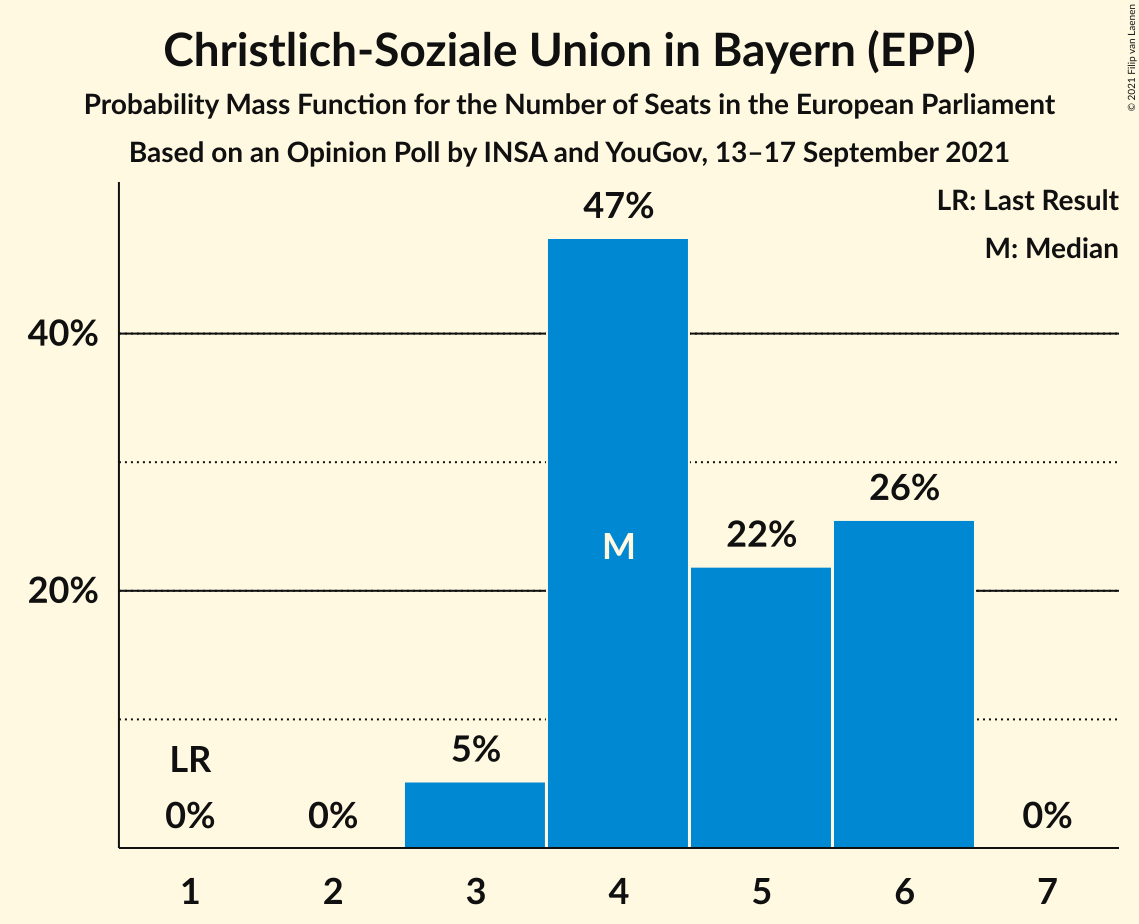 Christlich-Soziale Union in Bayern (EPP)
Probability Mass Function for the Number of Seats in the European Parliament
Based on an Opinion Poll by INSA and YouGov, 13–17 September 2021
© 2021 Filip van Laenen
LR: Last Result
M: Median
47%
40%
26%
22%
M
20%
5%
LR
0%
0%
0%
1
2
3
4
5
6
7